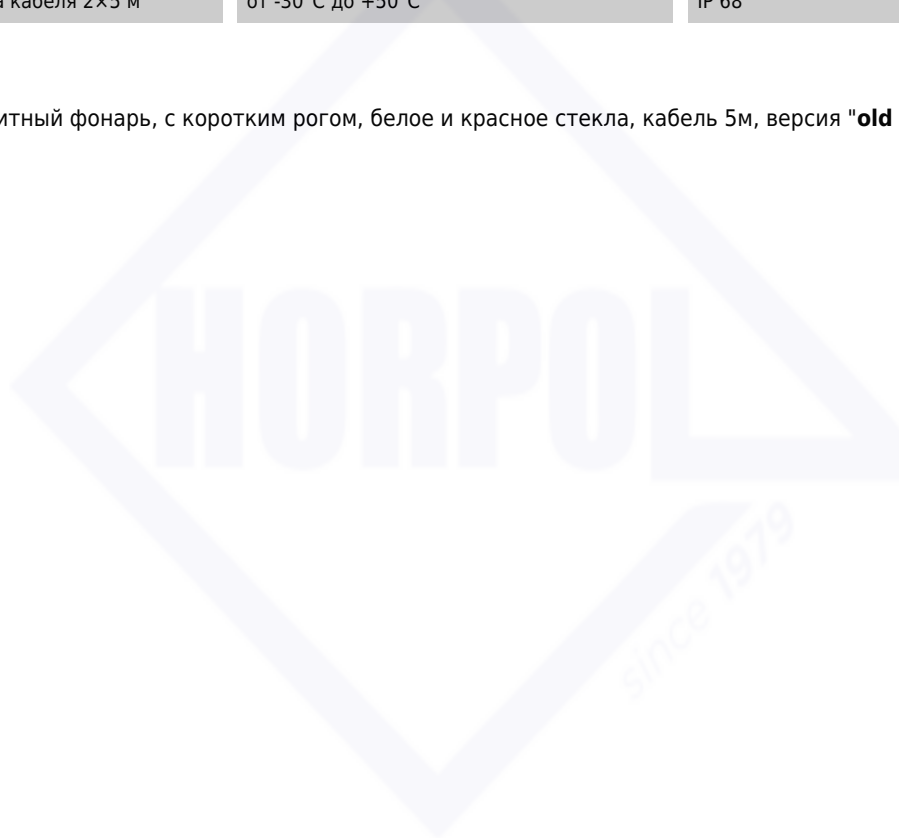 а кабеля 2×5 м от -30°C до +50°C IP 68
итный фонарь, с коротким рогом, белое и красное стекла, кабель 5м, версия "old
HORPOL
since 1979